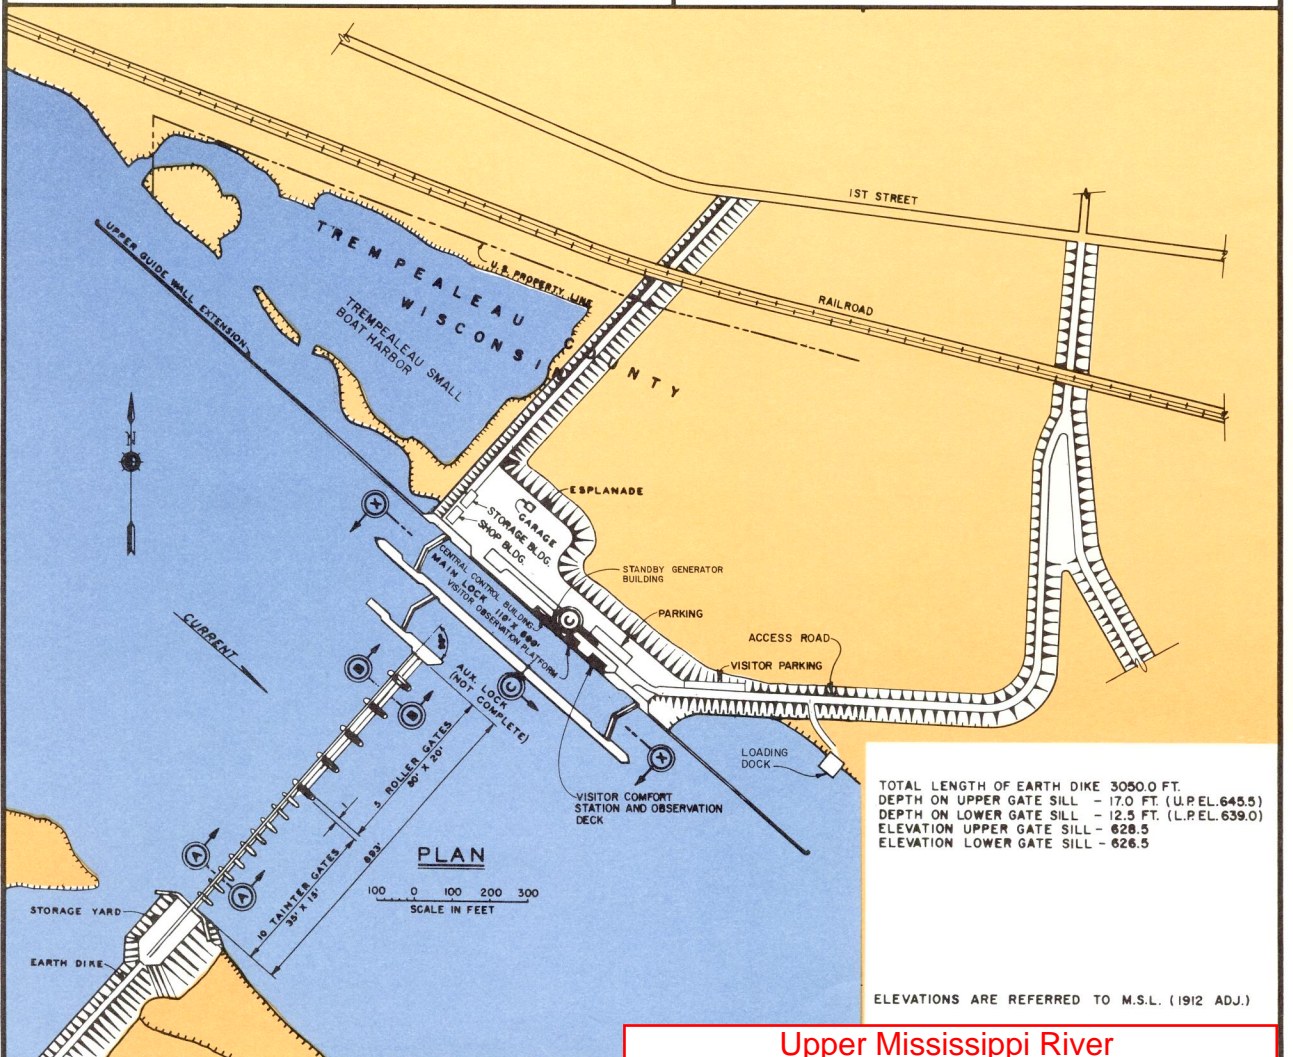 1ST STREET
UPPER GUIDE WALL EXTENSION
TREMPEALEAU COUNTY
WISCONSIN
U.S. PROPERTY LINE
RAILROAD
TREMPEALEAU SMALL
BOAT HARBOR
N
ESPLANADE
X
GARAGE
STORAGE BLDG.
SHOP BLDG.
STANDBY GENERATOR
BUILDING
CENTRAL CONTROL BUILDING
MAIN LOCK 110' X 600'
VISITOR OBSERVATION PLATFORM
C
PARKING
CURRENT
90°
ACCESS ROAD
VISITOR PARKING
B
AUX. LOCK
(NOT COMPLETE)
C
B
LOADING
DOCK
X
5 ROLLER GATES
80' X 20'
VISITOR COMFORT
STATION AND OBSERVATION
DECK
TOTAL LENGTH OF EARTH DIKE 3050.0 FT.
DEPTH ON UPPER GATE SILL - 17.0 FT. (U.P. EL. 645.5)
DEPTH ON LOWER GATE SILL - 12.5 FT. (L.P. EL. 639.0)
ELEVATION UPPER GATE SILL - 628.5
ELEVATION LOWER GATE SILL - 626.5
893'
A
PLAN
10 TAINTER GATES
35' X 15'
A
100 0 100 200 300
SCALE IN FEET
STORAGE YARD
EARTH DIKE
ELEVATIONS ARE REFERRED TO M.S.L. (1912 ADJ.)
Upper Mississippi River